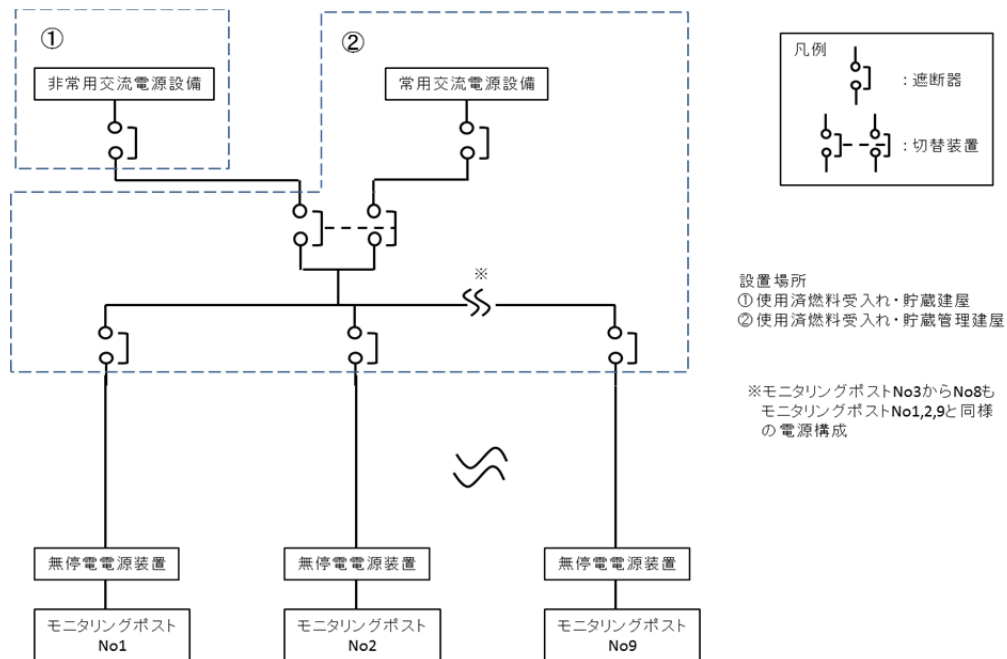 ①
②
非常用交流電源設備
常用交流電源設備
凡例
：遮断器
：切替装置
※
設置場所
①使用済燃料受入れ・貯蔵建屋
②使用済燃料受入れ・貯蔵管理建屋
※モニタリングポストNo3からNo8も
モニタリングポストNo1,2,9と同様
の電源構成
無停電電源装置
無停電電源装置
無停電電源装置
モニタリングポスト
No1
モニタリングポスト
No2
モニタリングポスト
No9